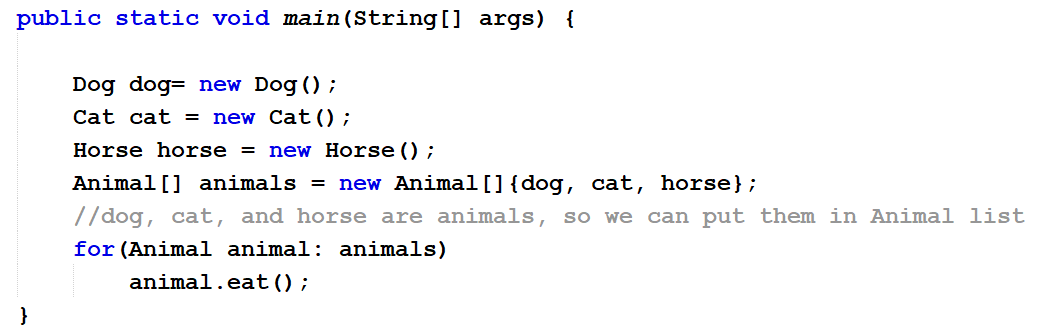 public static void main(String[] args) {
Dog dog= new Dog();
Cat cat = new Cat();
Horse horse = new Horse();
Animal[] animals = new Animal[]{dog, cat, horse};
//dog, cat, and horse are animals, so we can put them in Animal list
for(Animal animal: animals)
animal.eat();
}